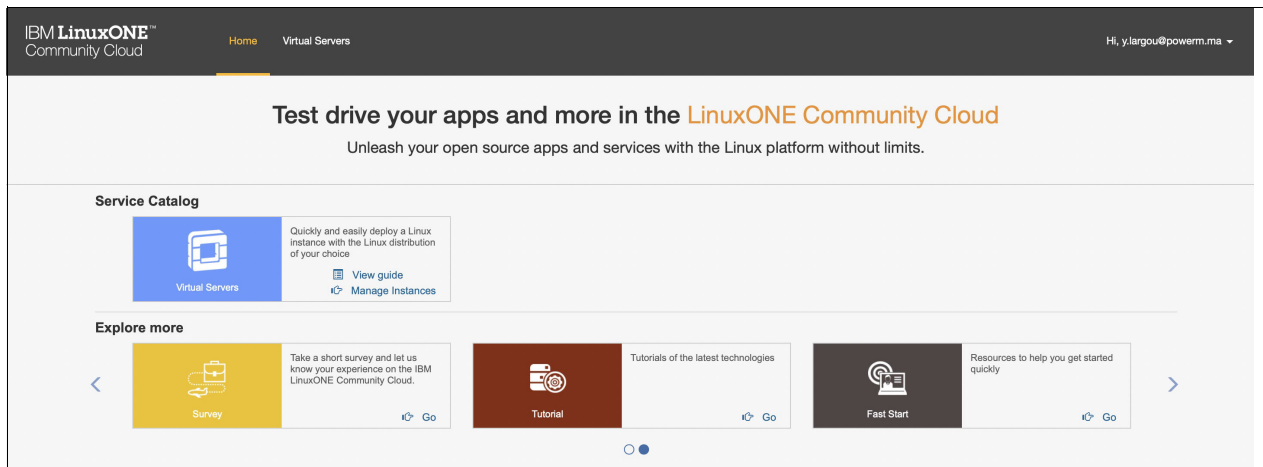 IBM LinuxONE™
Community Cloud
Home
Virtual Servers
Hi, y.largou@powerm.ma
Test drive your apps and more in the LinuxONE Community Cloud
Unleash your open source apps and services with the Linux platform without limits.
Service Catalog
Virtual Servers
Quickly and easily deploy a Linux
instance with the Linux distribution
of your choice
View guide
Manage Instances
Explore more
Survey
Take a short survey and let us
know your experience on the IBM
LinuxONE Community Cloud.
Go
Tutorial
Tutorials of the latest technologies
Go
Fast Start
Resources to help you get started
quickly
Go